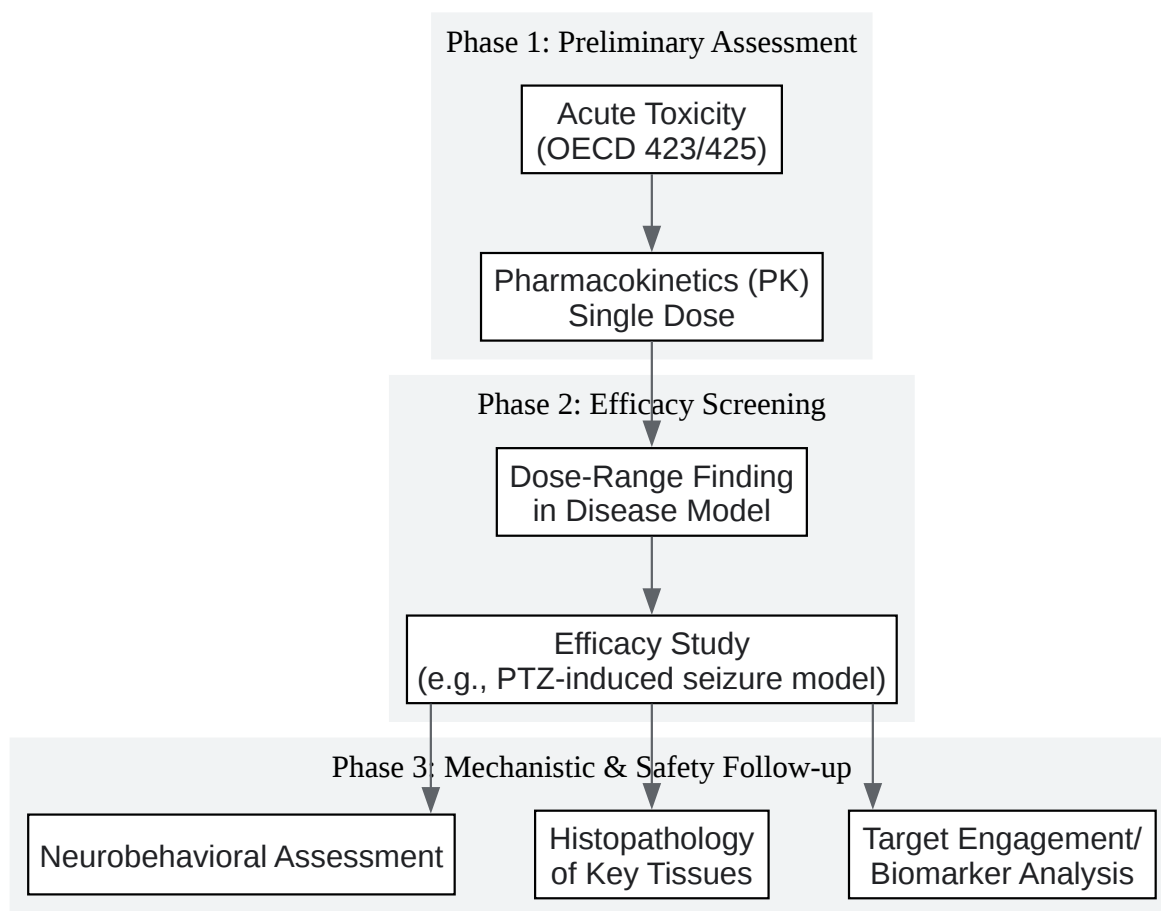 Phase 1: Preliminary Assessment
Acute Toxicity
(OECD 423/425)
Pharmacokinetics (PK)
Single Dose
Phase 2: Efficacy Screening
Dose-Range Finding
in Disease Model
Efficacy Study
(e.g., PTZ-induced seizure model)
Phase 3: Mechanistic & Safety Follow-up
Neurobehavioral Assessment
Histopathology
of Key Tissues
Target Engagement/
Biomarker Analysis